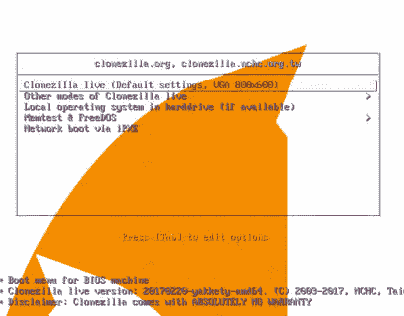 clonezilla.org, clonezilla.nchc.org.tw
Clonezilla live (Default settings, VGA 800x600)
Other modes of Clonezilla live >
Local operating system in harddrive (if available)
Memtest & FreeDOS >
Network boot via iPXE
Press [Tab] to edit options
* Boot menu for BIOS machine
* Clonezilla live version: 20170220-yakkety-amd64. (C) 2003-2017, NCHC, Tai
* Disclaimer: Clonezilla comes with ABSOLUTELY NO WARRANTY